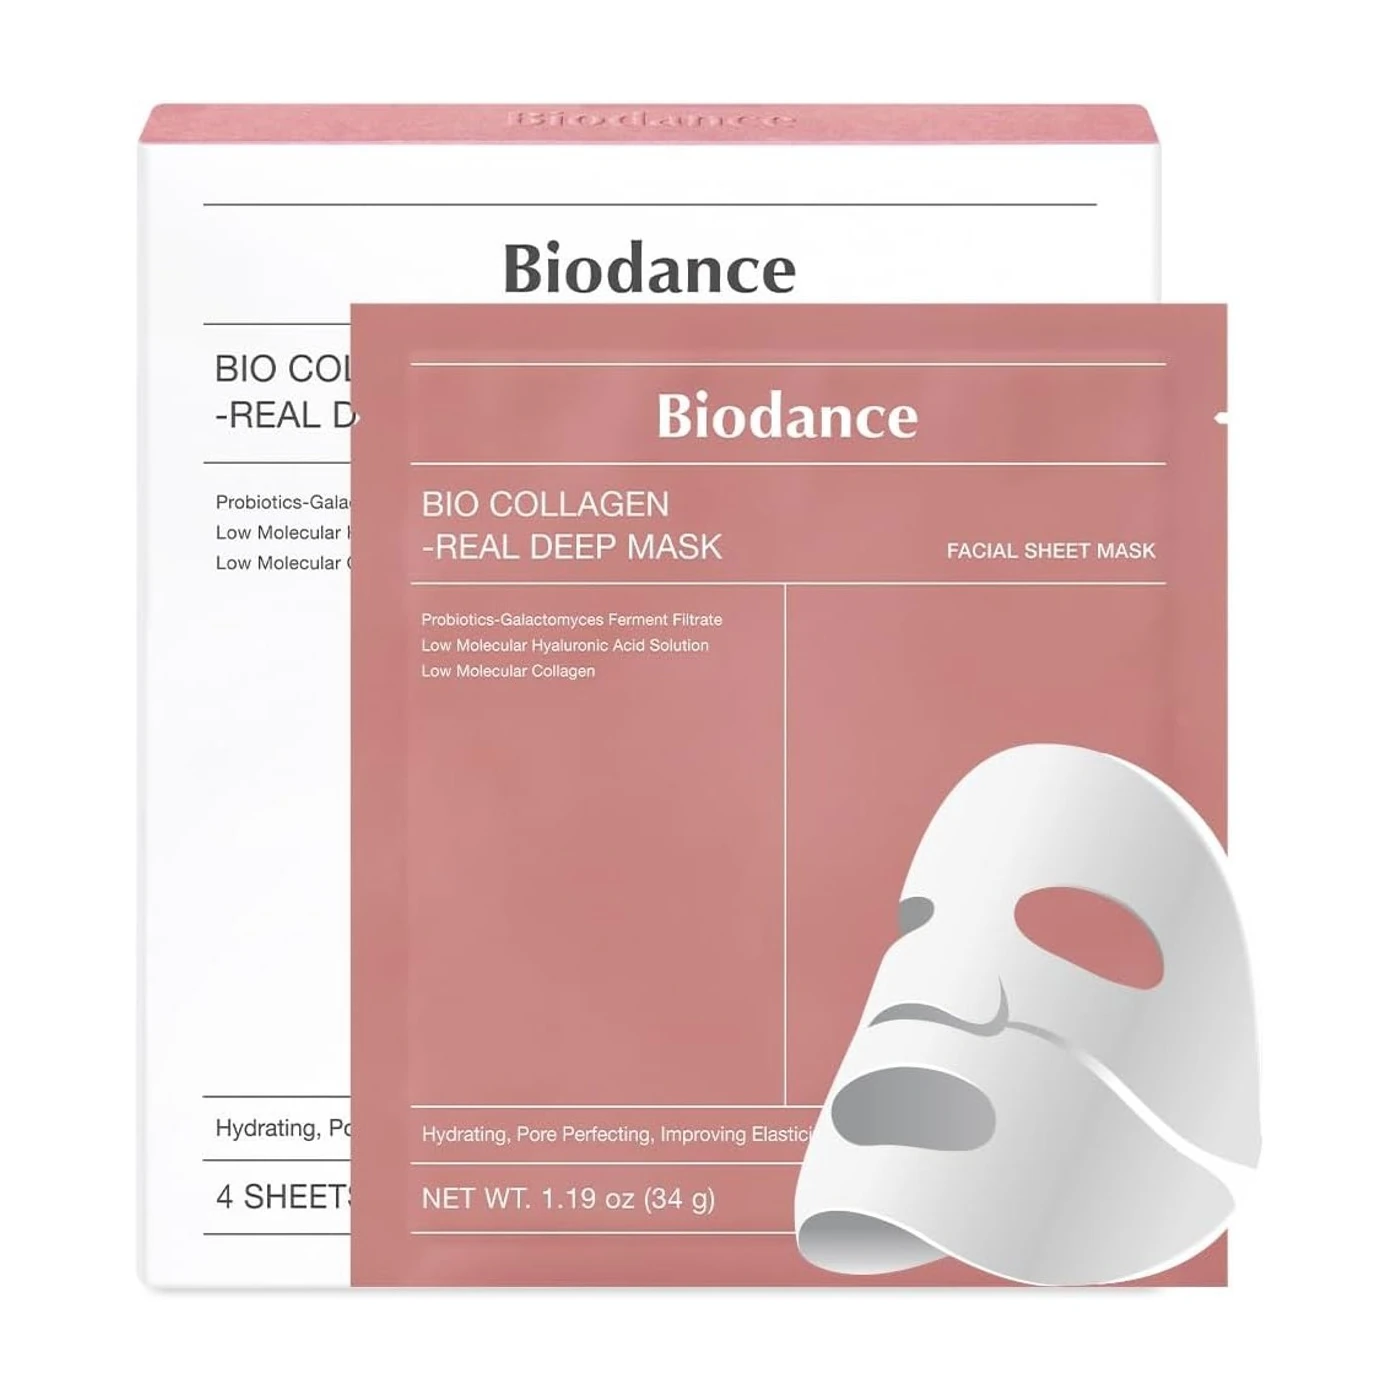 Biodance
Biodance
BIO COL
-REAL D
Probiotics-Gala
Low Molecular
Low Molecular
Hydrating, Po
4 SHEETS
Biodance
BIO COLLAGEN
-REAL DEEP MASK
FACIAL SHEET MASK
Probiotics-Galactomyces Ferment Filtrate
Low Molecular Hyaluronic Acid Solution
Low Molecular Collagen
Hydrating, Pore Perfecting, Improving Elastici
NET WT. 1.19 oz (34 g)